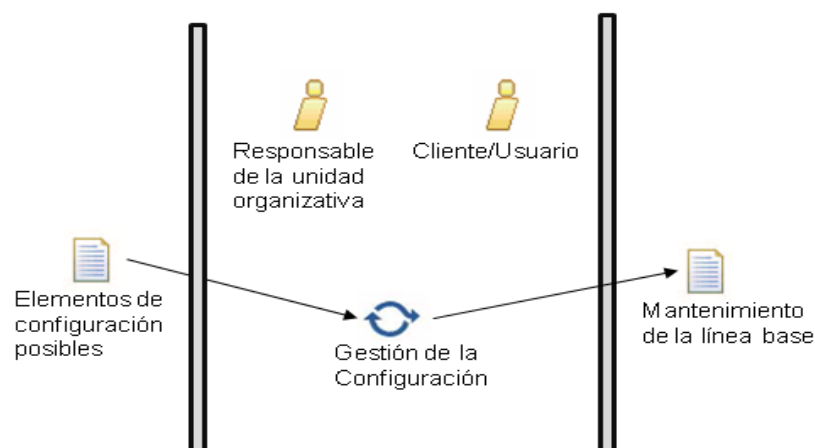 Responsable
de la unidad
organizativa
Cliente/Usuario
Elementos de
configuración
posibles
Gestión de la
Configuración
Mantenimiento
de la línea base